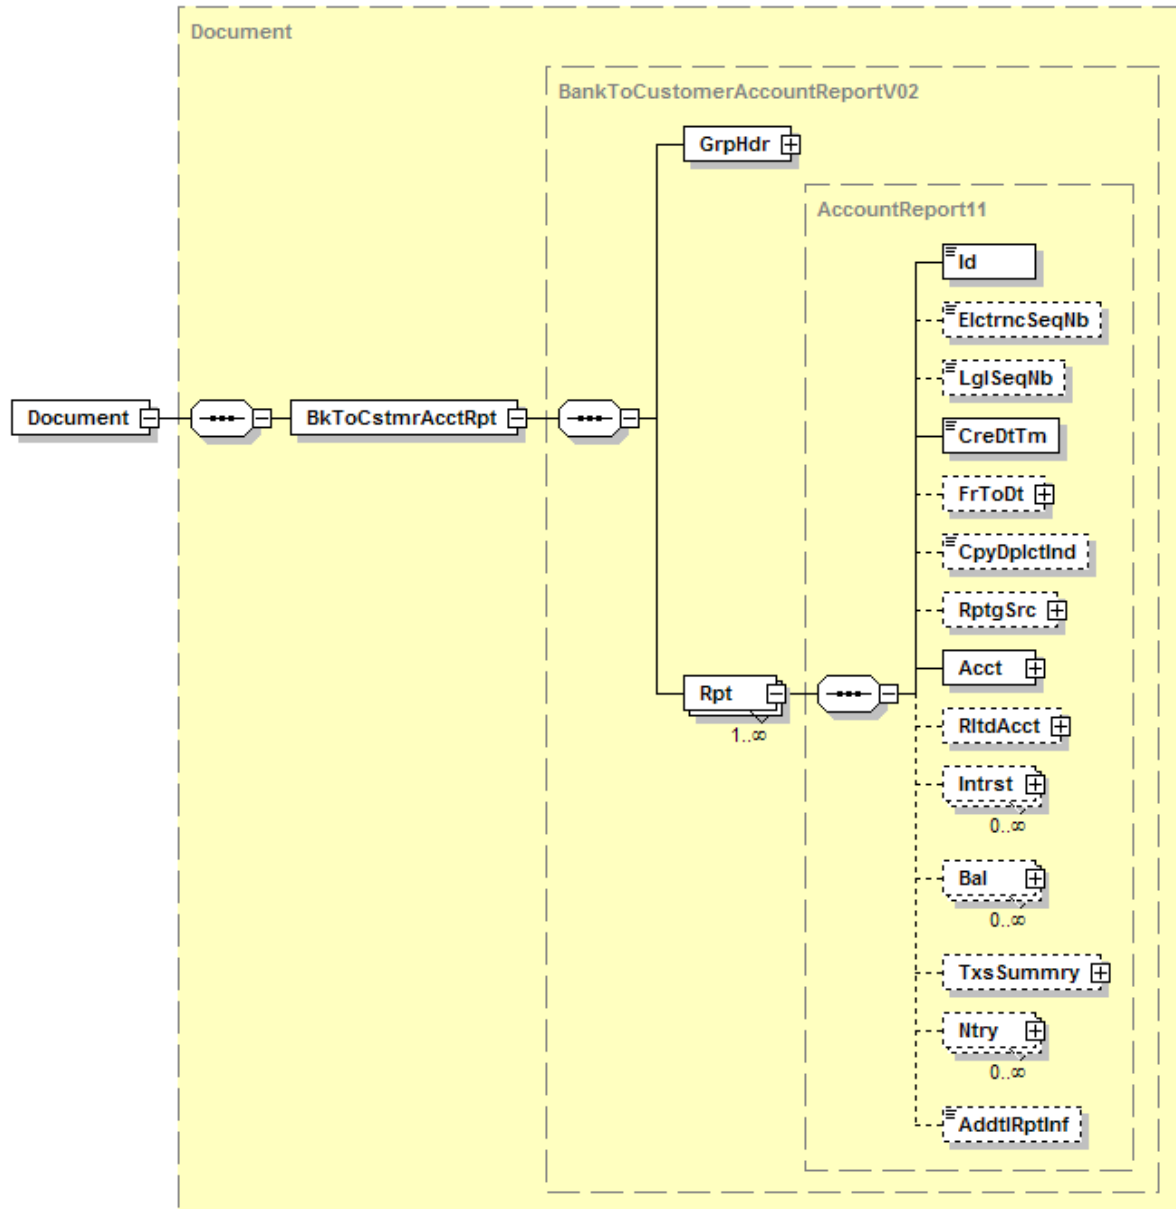 Document
BankToCustomerAccountReportV02
GrpHdr
AccountReport11
Id
ElctrncSeqNb
LglSeqNb
Document
BkToCstmrAcctRpt
CreDtTm
FrToDt
CpyDplctInd
RptgSrc
Acct
Rpt
1..∞
RltdAcct
Intrst
0..∞
Bal
0..∞
TxsSummry
Ntry
0..∞
AddtlRptInf